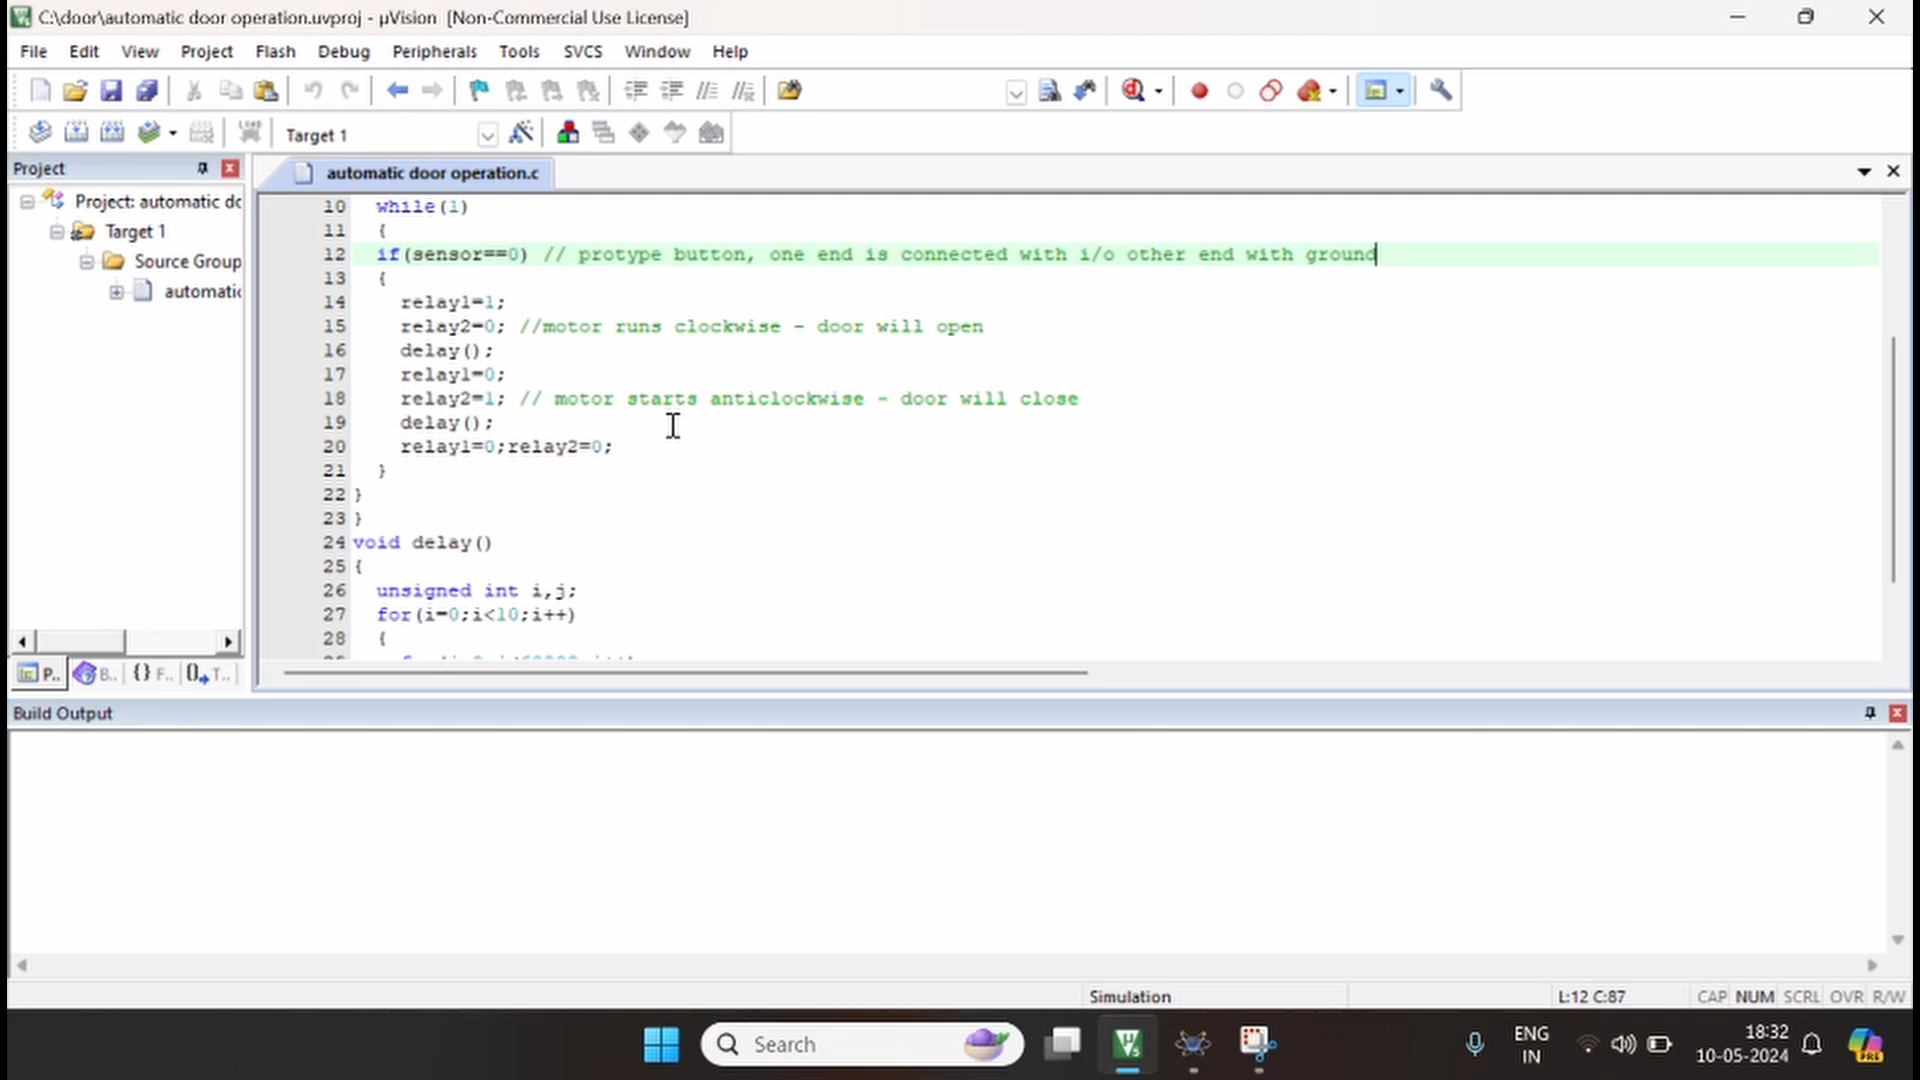 C:\door\automatic door operation.uvproj - µVision [Non-Commercial Use License]
File Edit View Project Flash Debug Peripherals Tools SVCS Window Help
Target 1
Project
automatic door operation.c
Project: automatic do
Target 1
Source Group
automatic
10 while(1)
11 {
12 if(sensor==0) // protype button, one end is connected with i/o other end with ground
13 {
14 relay1=1;
15 relay2=0; //motor runs clockwise - door will open
16 delay();
17 relay1=0;
18 relay2=1; // motor starts anticlockwise - door will close
19 delay();
20 relay1=0;relay2=0;
21 }
22 }
23 }
24 void delay()
25 {
26 unsigned int i,j;
27 for(i=0;i<10;i++)
28 {
P.. B.. {} F.. 0 T..
Build Output
Simulation L:12 C:87 CAP NUM SCRL OVR R/W
Search
ENG
IN
18:32
10-05-2024